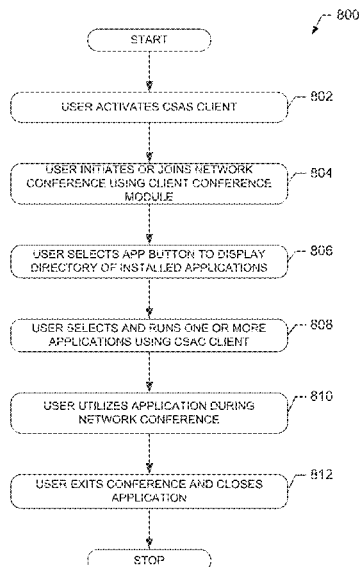 800
START
USER ACTIVATES CSAS CLIENT
802
USER INITIATES OR JOINS NETWORK
CONFERENCE USING CLIENT CONFERENCE
MODULE
804
USER SELECTS APP BUTTON TO DISPLAY
DIRECTORY OF INSTALLED APPLICATIONS
806
USER SELECTS AND RUNS ONE OR MORE
APPLICATIONS USING CSAC CLIENT
808
USER UTILIZES APPLICATION DURING
NETWORK CONFERENCE
810
USER EXITS CONFERENCE AND CLOSES
APPLICATION
812
STOP